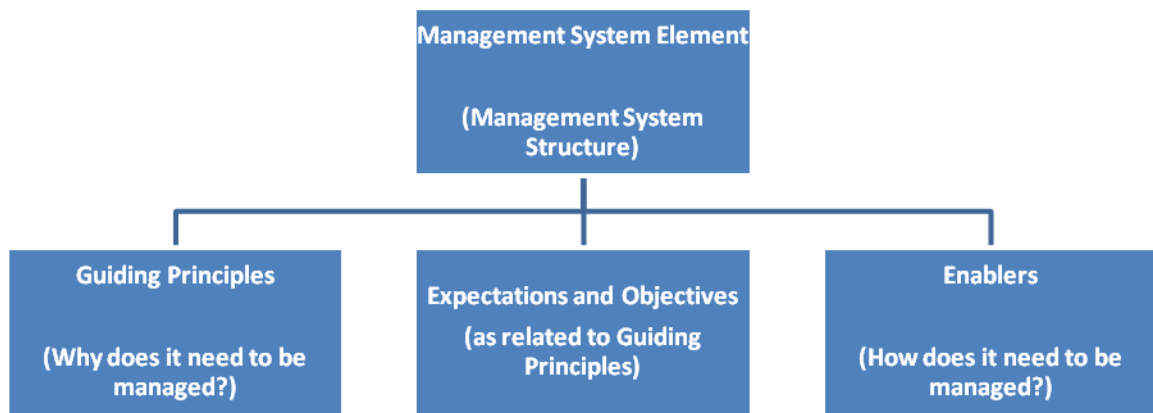 Management System Element
(Management System
Structure)
Guiding Principles
(Why does it need to be
managed?)
Expectations and Objectives
(as related to Guiding
Principles)
Enablers
(How does it need to be
managed?)